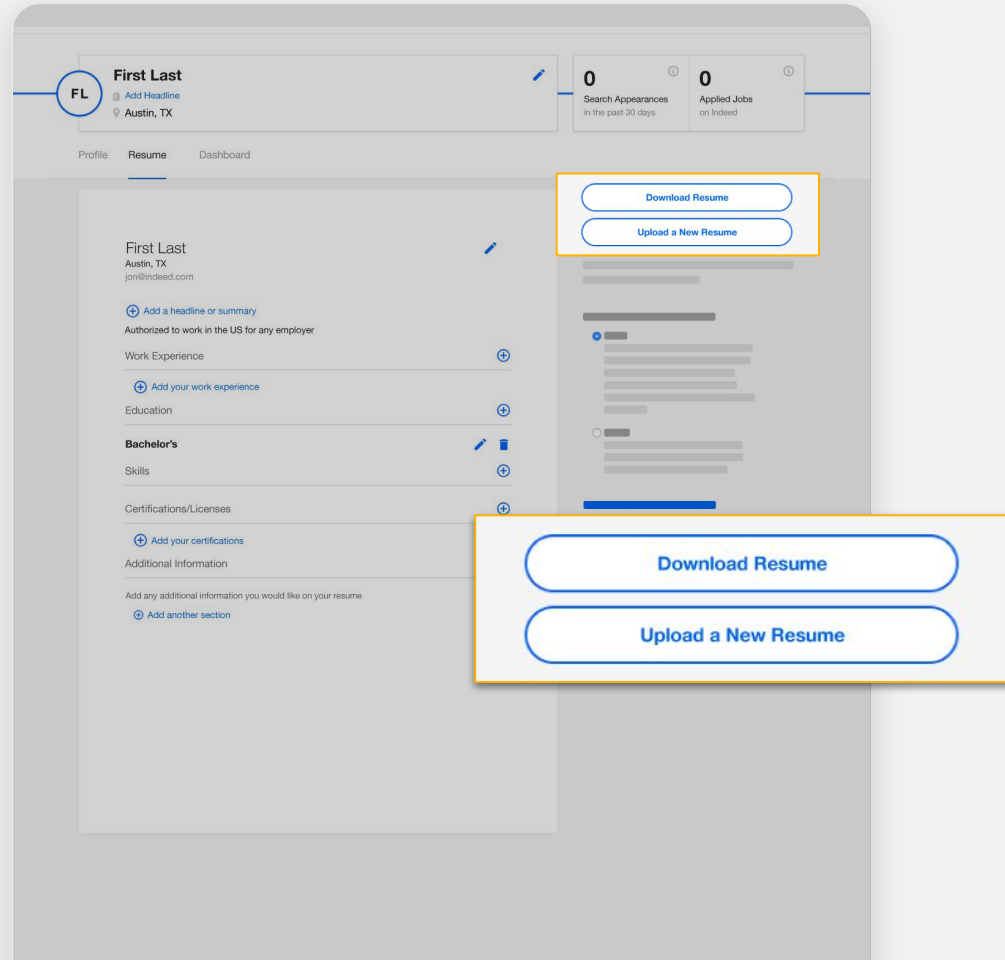 FL
First Last
Add Headline
Austin, TX
0
Search Appearances
in the past 30 days
0
Applied Jobs
on Indeed
Profile Resume Dashboard
Download Resume
Upload a New Resume
First Last
Austin, TX
jon@indeed.com
Add a headline or summary
Authorized to work in the US for any employer
Work Experience
Add your work experience
Education
Bachelor's
Skills
Certifications/Licenses
Add your certifications
Additional Information
Add any additional information you would like on your resume
Add another section
Download Resume
Upload a New Resume